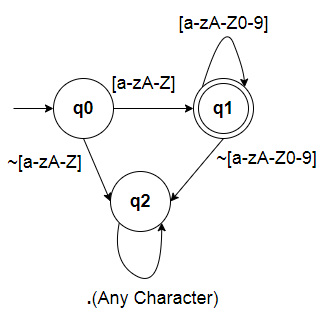 [a-zA-Z0-9]
[a-zA-Z]
q0
q1
~[a-zA-Z]
~[a-zA-Z0-9]
q2
.(Any Character)